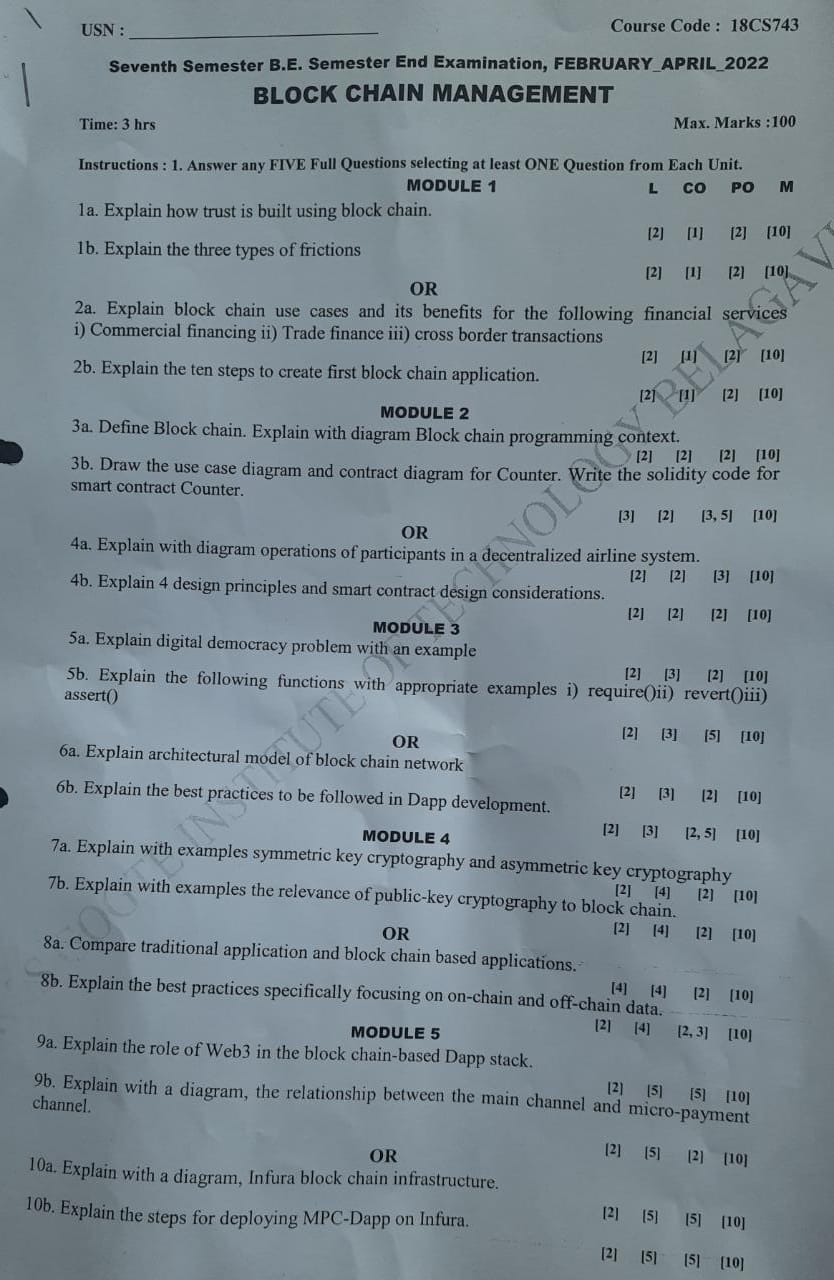 USN :
Course Code : 18CS743
Seventh Semester B.E. Semester End Examination, FEBRUARY_APRIL_2022
BLOCK CHAIN MANAGEMENT
Time: 3 hrs
Max. Marks :100
Instructions : 1. Answer any FIVE Full Questions selecting at least ONE Question from Each Unit.
MODULE 1 L CO PO M
1a. Explain how trust is built using block chain.
[2] [1] [2] [10]
1b. Explain the three types of frictions
[2] [1] [2] [10]
OR
2a. Explain block chain use cases and its benefits for the following financial services
i) Commercial financing ii) Trade finance iii) cross border transactions
[2] [1] [2] [10]
2b. Explain the ten steps to create first block chain application.
[2] [1] [2] [10]
MODULE 2
3a. Define Block chain. Explain with diagram Block chain programming context.
[2] [2] [2] [10]
3b. Draw the use case diagram and contract diagram for Counter. Write the solidity code for
smart contract Counter.
[3] [2] [3, 5] [10]
OR
4a. Explain with diagram operations of participants in a decentralized airline system.
[2] [2] [3] [10]
4b. Explain 4 design principles and smart contract design considerations.
[2] [2] [2] [10]
MODULE 3
5a. Explain digital democracy problem with an example
[2] [3] [2] [10]
5b. Explain the following functions with appropriate examples i) require()ii) revert()iii)
assert()
[2] [3] [5] [10]
OR
6a. Explain architectural model of block chain network
[2] [3] [2] [10]
6b. Explain the best practices to be followed in Dapp development.
[2] [3] [2, 5] [10]
MODULE 4
7a. Explain with examples symmetric key cryptography and asymmetric key cryptography
[2] [4] [2] [10]
7b. Explain with examples the relevance of public-key cryptography to block chain.
[2] [4] [2] [10]
OR
8a. Compare traditional application and block chain based applications.
[4] [4] [2] [10]
8b. Explain the best practices specifically focusing on on-chain and off-chain data.
[2] [4] [2, 3] [10]
MODULE 5
9a. Explain the role of Web3 in the block chain-based Dapp stack.
[2] [5] [5] [10]
9b. Explain with a diagram, the relationship between the main channel and micro-payment
channel.
[2] [5] [2] [10]
OR
10a. Explain with a diagram, Infura block chain infrastructure.
[2] [5] [5] [10]
10b. Explain the steps for deploying MPC-Dapp on Infura.
[2] [5] [5] [10]
INSTITUTE OF TECHNOLOGY BELAGAVI